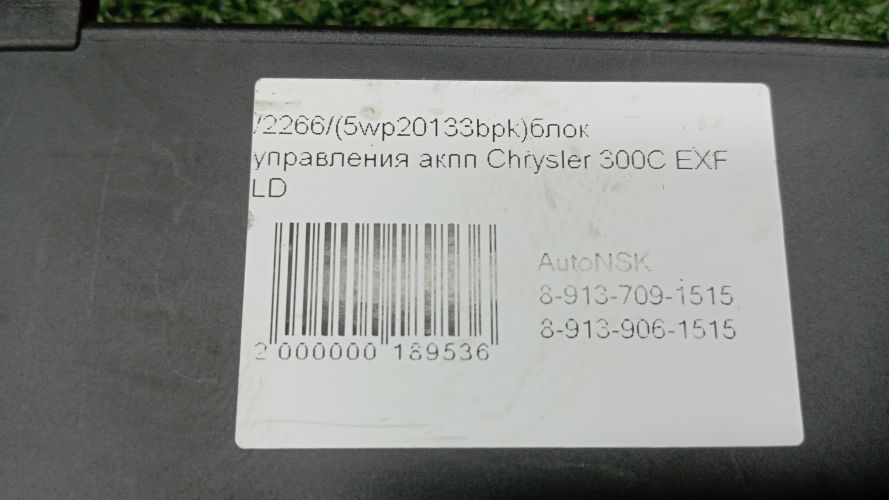 /2266/(5wp20133bpk)блок
управления акпп Chrysler 300C EXF
LD
AutoNSK
8-913-709-1515
8-913-906-1515
2 000000 189536